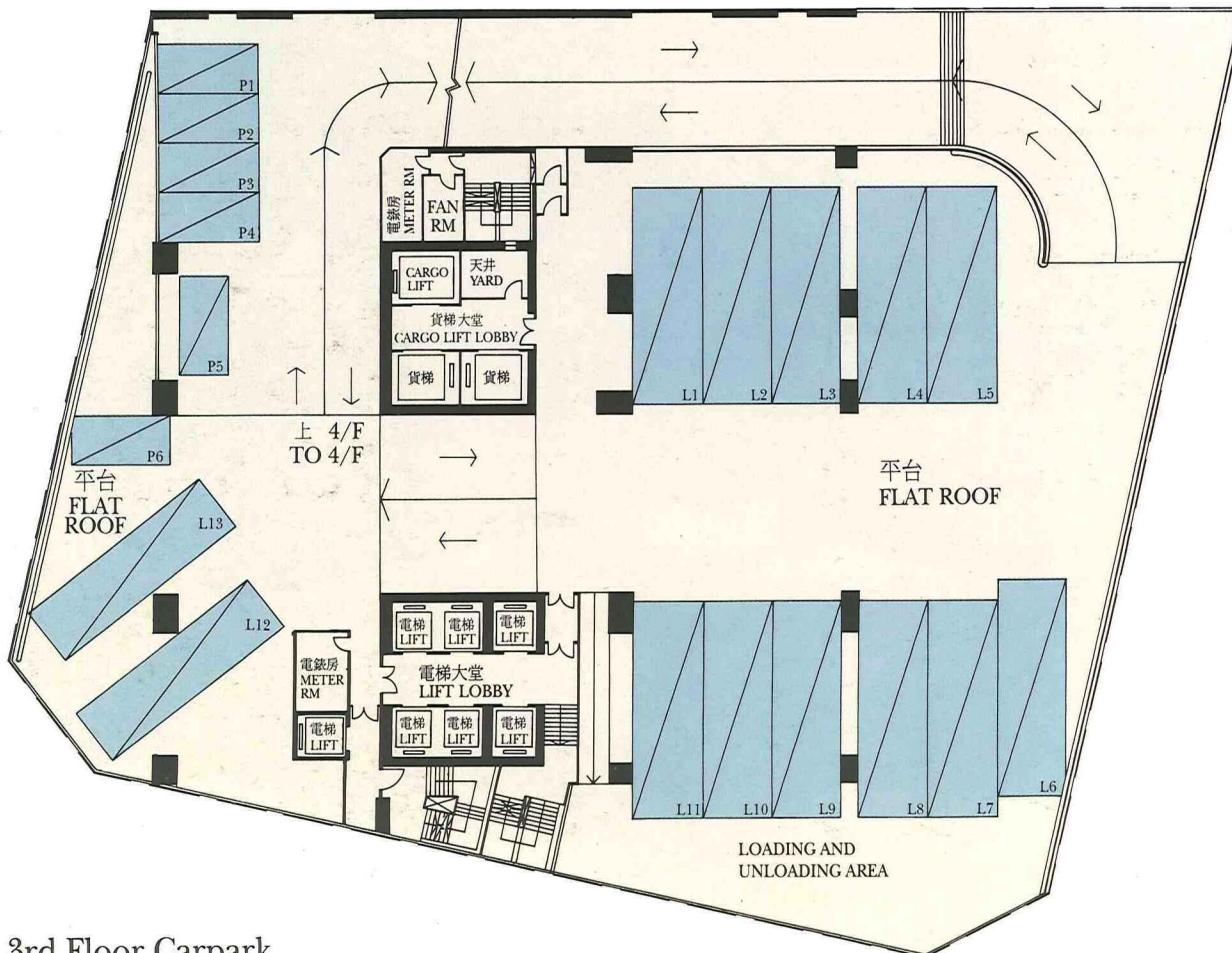 P1
P2
P3
P4
P5
P6
平台
FLAT
ROOF
L13
L12
上 4/F
TO 4/F
電錶房
METER RM
FAN
RM
CARGO
LIFT
天井
YARD
貨梯大堂
CARGO LIFT LOBBY
貨梯
貨梯
L1
L2
L3
L4
L5
平台
FLAT ROOF
電梯
LIFT
電梯
LIFT
電梯
LIFT
電梯大堂
LIFT LOBBY
電梯
LIFT
電梯
LIFT
電梯
LIFT
電錶房
METER
RM
電梯
LIFT
L11
L10
L9
L8
L7
L6
LOADING AND
UNLOADING AREA
3rd Floor Carpark